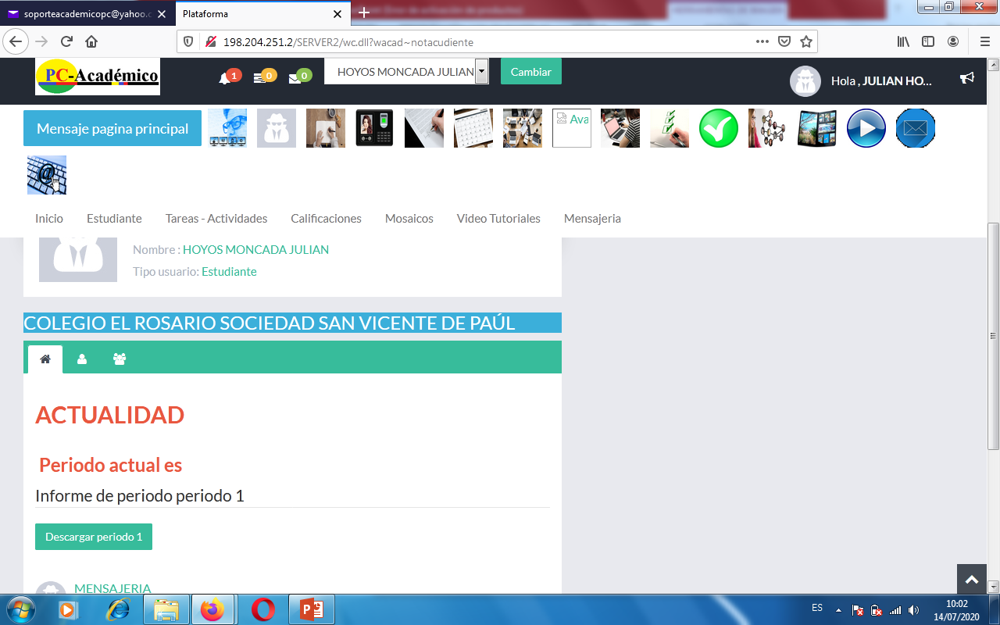 soporteacademicopc@yahoo.c
Plataforma
198.204.251.2/SERVER2/wc.dll?wacad~notacudiente
PC-Académico
1
0
0
HOYOS MONCADA JULIAN
Cambiar
Hola , JULIAN HO...
Mensaje pagina principal
Ava
Inicio
Estudiante
Tareas - Actividades
Calificaciones
Mosaicos
Video Tutoriales
Mensajeria
Nombre : HOYOS MONCADA JULIAN
Tipo usuario: Estudiante
COLEGIO EL ROSARIO SOCIEDAD SAN VICENTE DE PAÚL
ACTUALIDAD
Periodo actual es
Informe de periodo periodo 1
Descargar periodo 1
MENSAJERIA
ES
10:02
14/07/2020